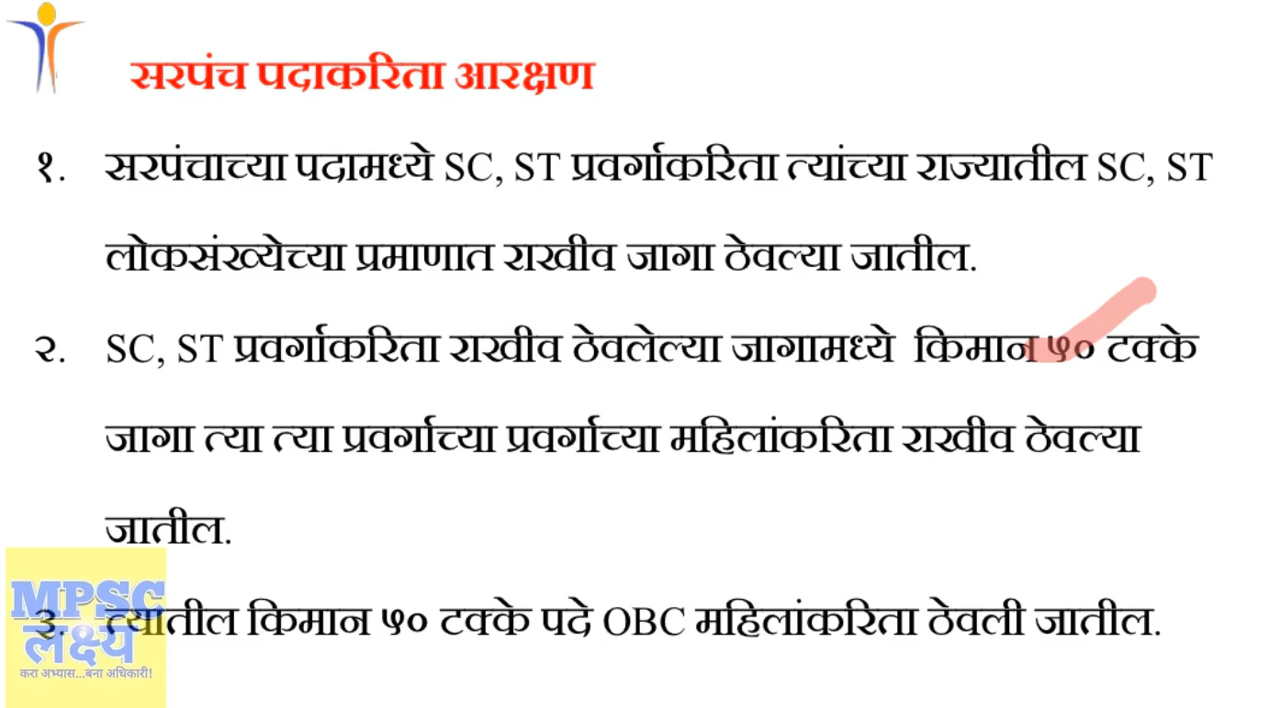 सरपंच पदाकरिता आरक्षण
१. सरपंचाच्या पदामध्ये SC, ST प्रवर्गाकरिता त्यांच्या राज्यातील SC, ST
लोकसंख्येच्या प्रमाणात राखीव जागा ठेवल्या जातील.
२. SC, ST प्रवर्गाकरिता राखीव ठेवलेल्या जागामध्ये किमान ५० टक्के
जागा त्या त्या प्रवर्गाच्या प्रवर्गाच्या महिलांकरिता राखीव ठेवल्या
जातील.
३. त्यातील किमान ५० टक्के पदे OBC महिलांकरिता ठेवली जातील.
MPSC
लक्ष्य
करा अभ्यास...बना अधिकारी!